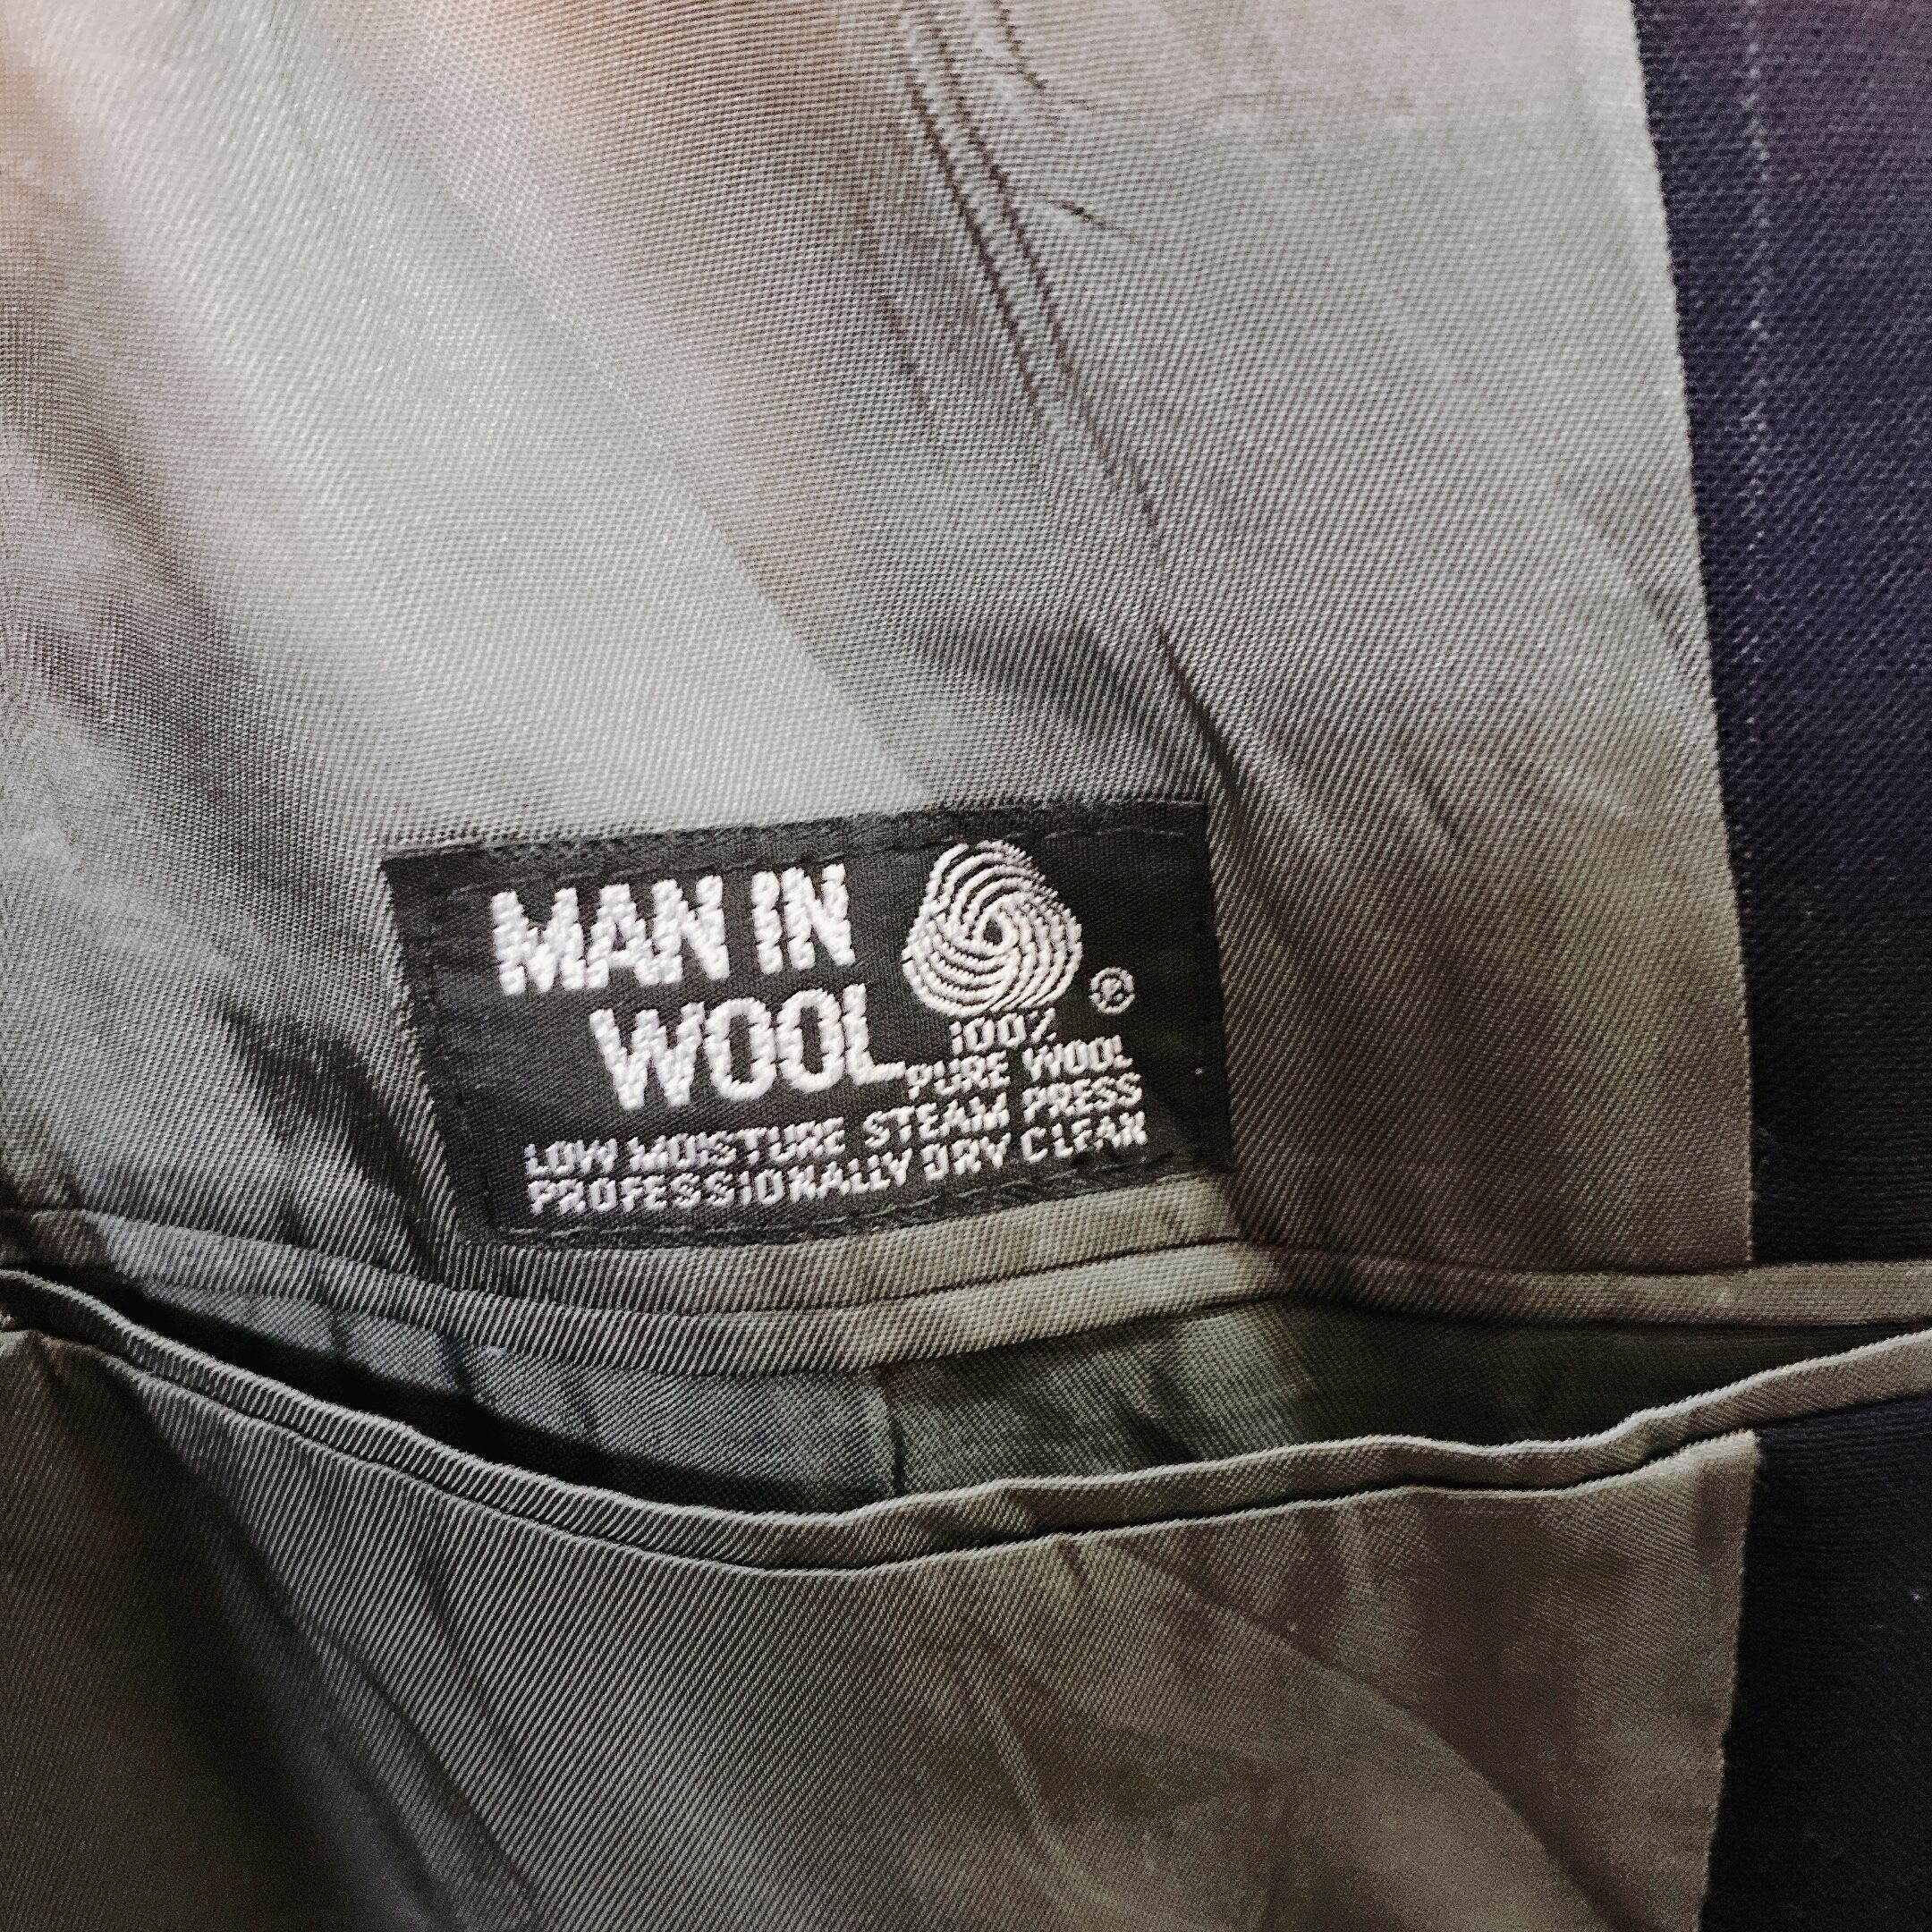 MAN IN
WOOL
®
100%
PURE WOOL
LOW MOISTURE STEAM PRESS
PROFESSIONALLY DRY CLEAN